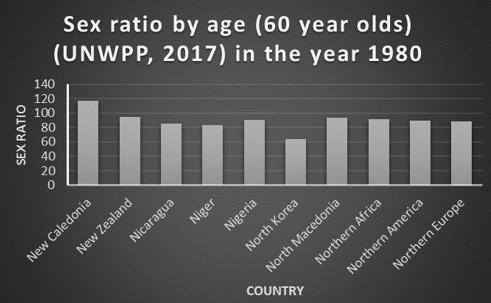 Sex ratio by age (60 year olds)
(UNWPP, 2017) in the year 1980
SEX RATIO
140
120
100
80
60
40
20
0
New Caledonia
New Zealand
Nicaragua
Niger
Nigeria
North Korea
North Macedonia
Northern Africa
Northern America
Northern Europe
COUNTRY